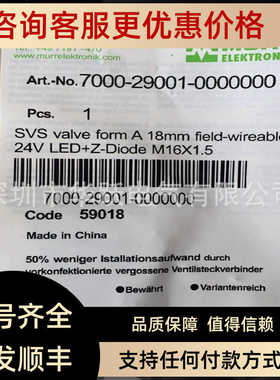 咨询客服更优惠价格
www.murrelektronik.com
ELEKTRONIK
Art.-No. 7000-29001-0000000
Pcs. 1
SVS valve form A 18mm field-wireable
24V LED+Z-Diode M16X1.5
7000-29001-0000000
Code 59018
Made in China
50% weniger Installationsaufwand durch
vorkonfektionierte vergossene Ventilsteckverbinder
●Bewährt ●Variantenreich
号齐全
品质保障 值得信赖
发顺丰
支持任何付款方式